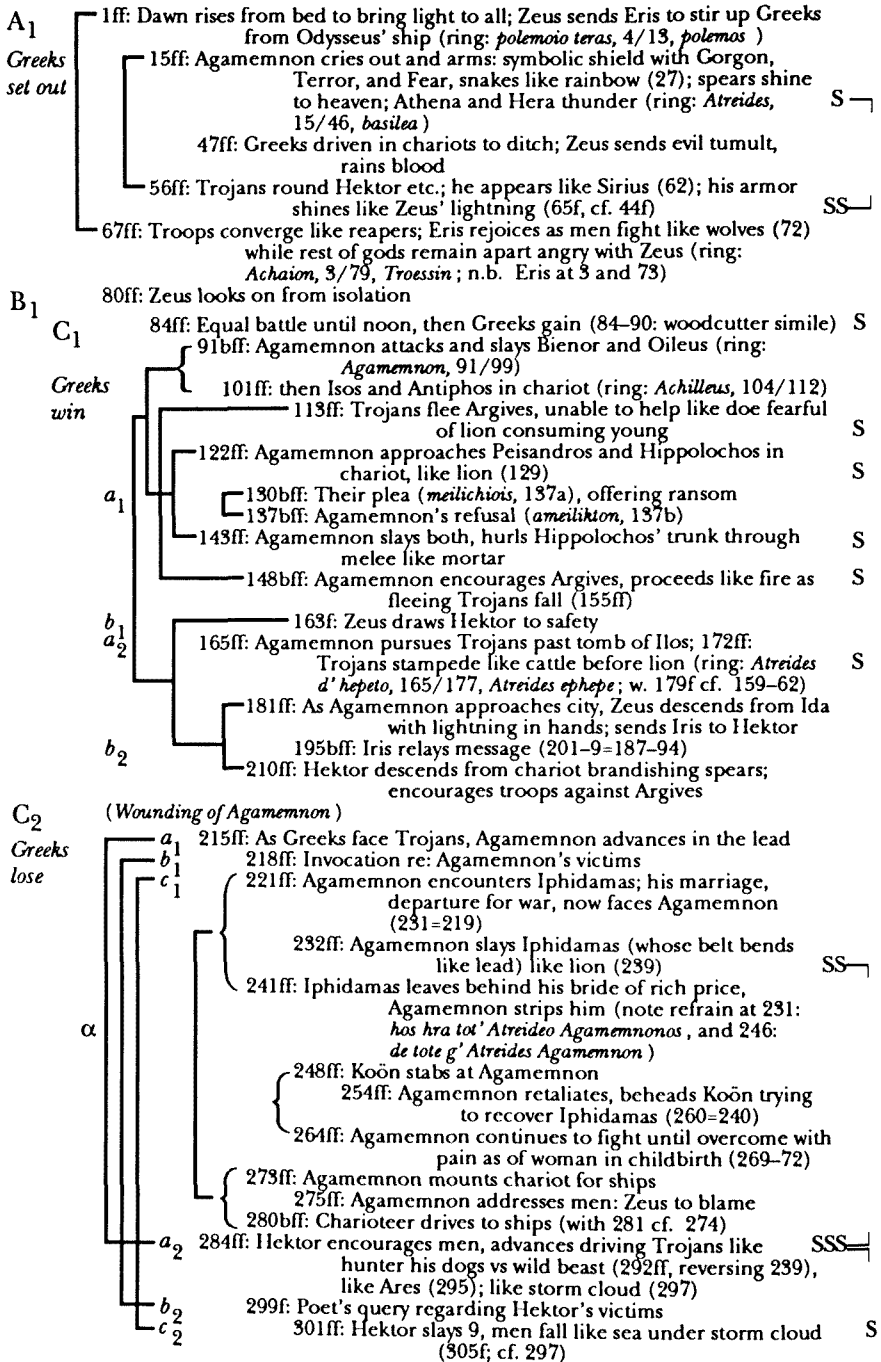 A1 1ff: Dawn rises from bed to bring light to all; Zeus sends Eris to stir up Greeks
Greeks from Odysseus' ship (ring: polemoio teras, 4/13, polemos )
set out 15ff: Agamemnon cries out and arms: symbolic shield with Gorgon,
Terror, and Fear, snakes like rainbow (27); spears shine
to heaven; Athena and Hera thunder (ring: Atreides, S
15/46, basilea )
47ff: Greeks driven in chariots to ditch; Zeus sends evil tumult,
rains blood
56ff: Trojans round Hektor etc.; he appears like Sirius (62); his armor
shines like Zeus' lightning (65f, cf. 44f) SS
67ff: Troops converge like reapers; Eris rejoices as men fight like wolves (72)
while rest of gods remain apart angry with Zeus (ring:
Achaion, 3/79, Troessin ; n.b. Eris at 3 and 73)
B1 80ff: Zeus looks on from isolation
C1 84ff: Equal battle until noon, then Greeks gain (84–90: woodcutter simile) S
91bff: Agamemnon attacks and slays Bienor and Oileus (ring:
Greeks Agamemnon, 91/99)
win 101ff: then Isos and Antiphos in chariot (ring: Achilleus, 104/112)
113ff: Trojans flee Argives, unable to help like doe fearful
of lion consuming young S
122ff: Agamemnon approaches Peisandros and Hippolochos in
chariot, like lion (129) S
a1 130bff: Their plea (meilichiois, 137a), offering ransom
137bff: Agamemnon's refusal (ameilikton, 137b)
143ff: Agamemnon slays both, hurls Hippolochos' trunk through S
melee like mortar
148bff: Agamemnon encourages Argives, proceeds like fire as S
fleeing Trojans fall (155ff)
b1 163f: Zeus draws Hektor to safety
a2 165ff: Agamemnon pursues Trojans past tomb of Ilos; 172ff:
Trojans stampede like cattle before lion (ring: Atreides S
d' hepeto, 165/177, Atreides ephepe ; w. 179f cf. 159–62)
181ff: As Agamemnon approaches city, Zeus descends from Ida
with lightning in hands; sends Iris to Hektor
b2 195bff: Iris relays message (201–9=187–94)
210ff: Hektor descends from chariot brandishing spears;
encourages troops against Argives
C2 (Wounding of Agamemnon )
Greeks a1 215ff: As Greeks face Trojans, Agamemnon advances in the lead
lose b1 218ff: Invocation re: Agamemnon's victims
c1 221ff: Agamemnon encounters Iphidamas; his marriage,
departure for war, now faces Agamemnon
(231=219)
232ff: Agamemnon slays Iphidamas (whose belt bends
like lead) like lion (239) SS
241ff: Iphidamas leaves behind his bride of rich price,
Agamemnon strips him (note refrain at 231:
α hos hra tot' Atreideo Agamemnonos , and 246:
de tote g' Atreides Agamemnon )
248ff: Koön stabs at Agamemnon
254ff: Agamemnon retaliates, beheads Koön trying
to recover Iphidamas (260=240)
264ff: Agamemnon continues to fight until overcome with
pain as of woman in childbirth (269–72)
273ff: Agamemnon mounts chariot for ships
275ff: Agamemnon addresses men: Zeus to blame
280bff: Charioteer drives to ships (with 281 cf. 274)
a2 284ff: Hektor encourages men, advances driving Trojans like SSS
hunter his dogs vs wild beast (292ff, reversing 239),
like Ares (295); like storm cloud (297)
b2 299f: Poet's query regarding Hektor's victims
c2 301ff: Hektor slays 9, men fall like sea under storm cloud S
(305f; cf. 297)